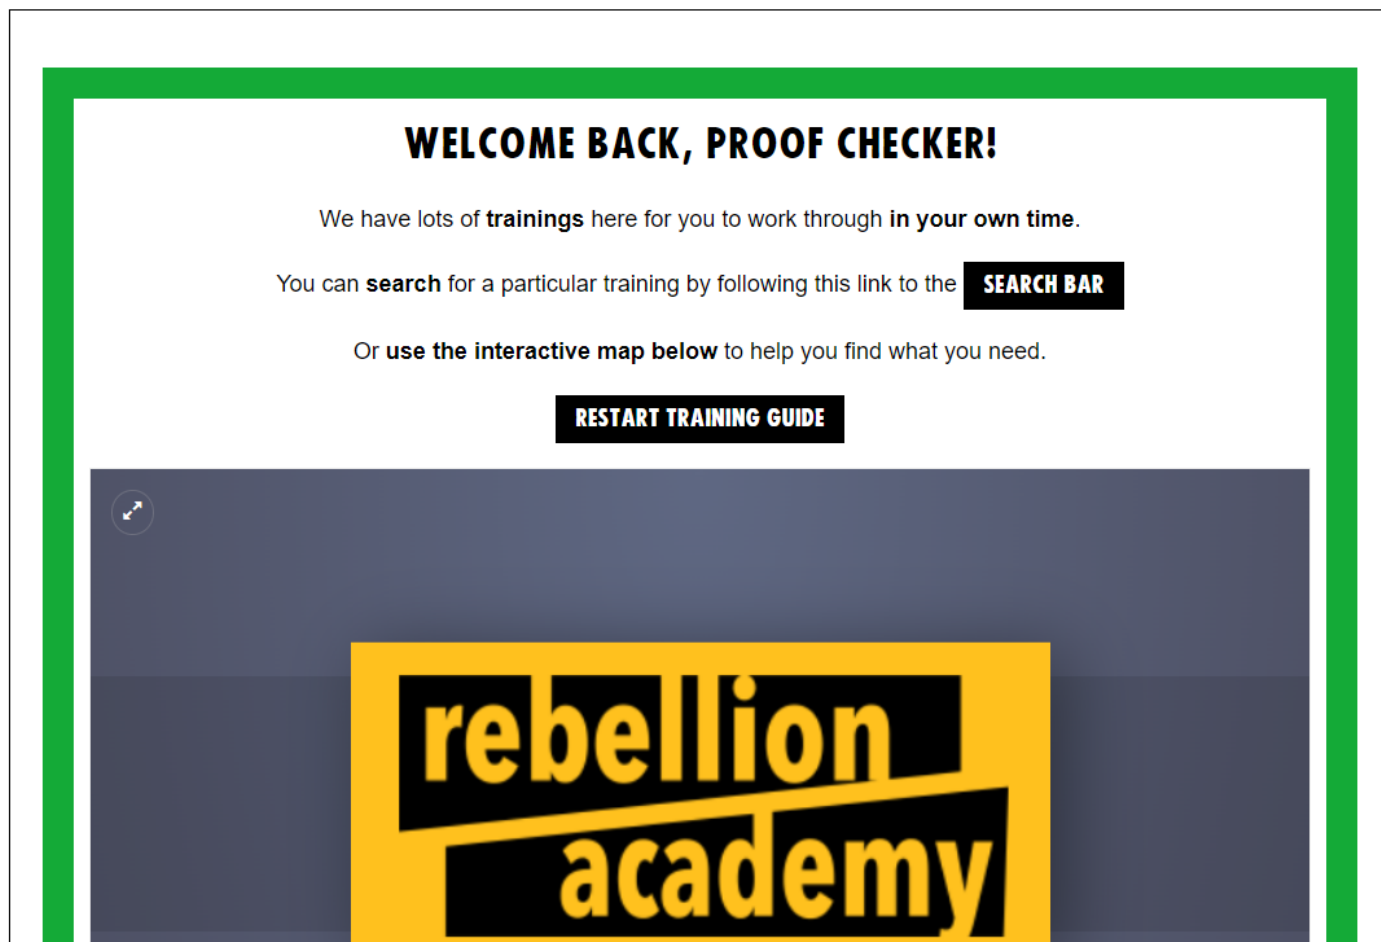 WELCOME BACK, PROOF CHECKER!
We have lots of trainings here for you to work through in your own time.
You can search for a particular training by following this link to the SEARCH BAR
Or use the interactive map below to help you find what you need.
RESTART TRAINING GUIDE
rebellion
academy